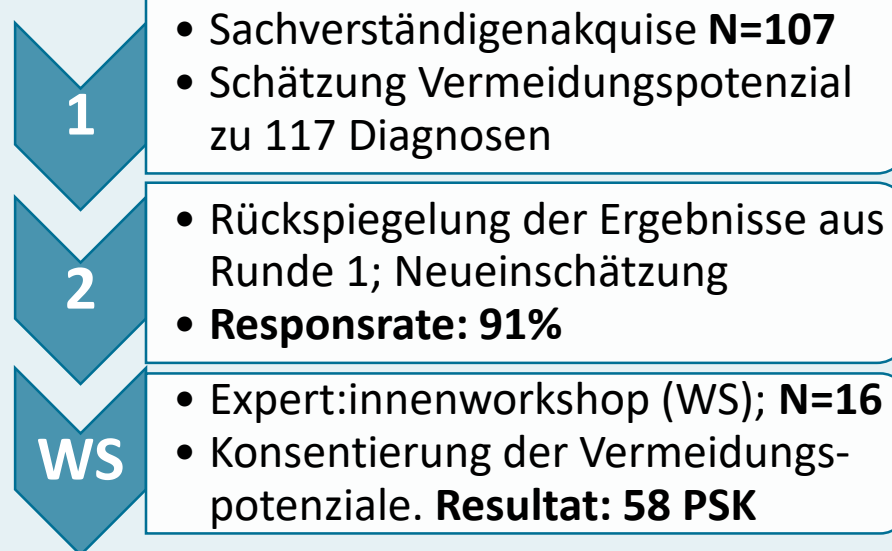 1
• Sachverständigenakquise N=107
• Schätzung Vermeidungspotenzial
zu 117 Diagnosen
2
• Rückspiegelung der Ergebnisse aus
Runde 1; Neueinschätzung
• Responsrate: 91%
WS
• Expert:innenworkshop (WS); N=16
• Konsentierung der Vermeidungs-
potenziale. Resultat: 58 PSK